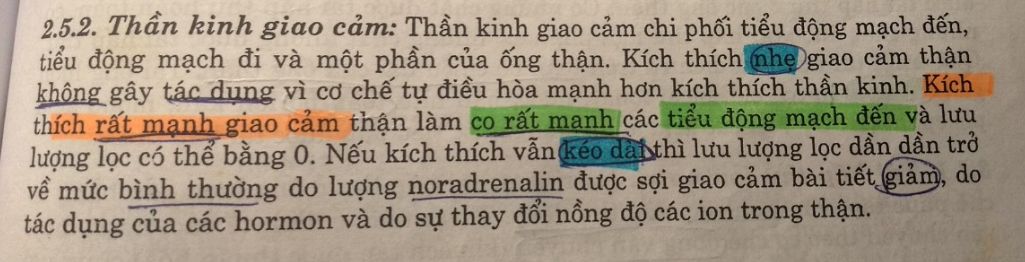 2.5.2. Thần kinh giao cảm: Thần kinh giao cảm chi phối tiểu động mạch đến,
tiểu động mạch đi và một phần của ống thận. Kích thích nhẹ giao cảm thận
không gây tác dụng vì cơ chế tự điều hòa mạnh hơn kích thích thần kinh. Kích
thích rất mạnh giao cảm thận làm co rất mạnh các tiểu động mạch đến và lưu
lượng lọc có thể bằng 0. Nếu kích thích vẫn kéo dài thì lưu lượng lọc dần dần trở
về mức bình thường do lượng noradrenalin được sợi giao cảm bài tiết giảm, do
tác dụng của các hormon và do sự thay đổi nồng độ các ion trong thận.